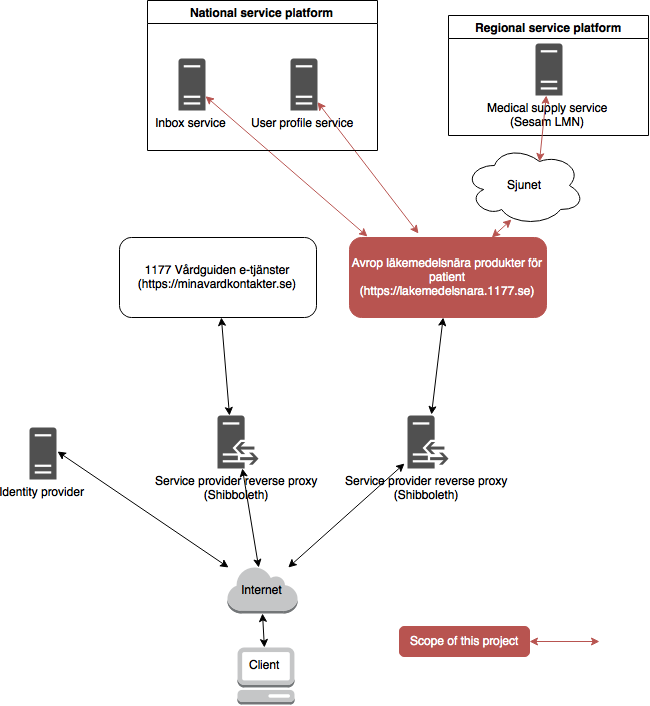 National service platform
Regional service platform
Inbox service
User profile service
Medical supply service
(Sesam LMN)
Sjunet
1177 Vårdguiden e-tjänster
(https://minavardkontakter.se)
Avrop läkemedelsnära produkter för
patient
(https://lakemedelsnara.1177.se)
Identity provider
Service provider reverse proxy
(Shibboleth)
Service provider reverse proxy
(Shibboleth)
Internet
Scope of this project
Client